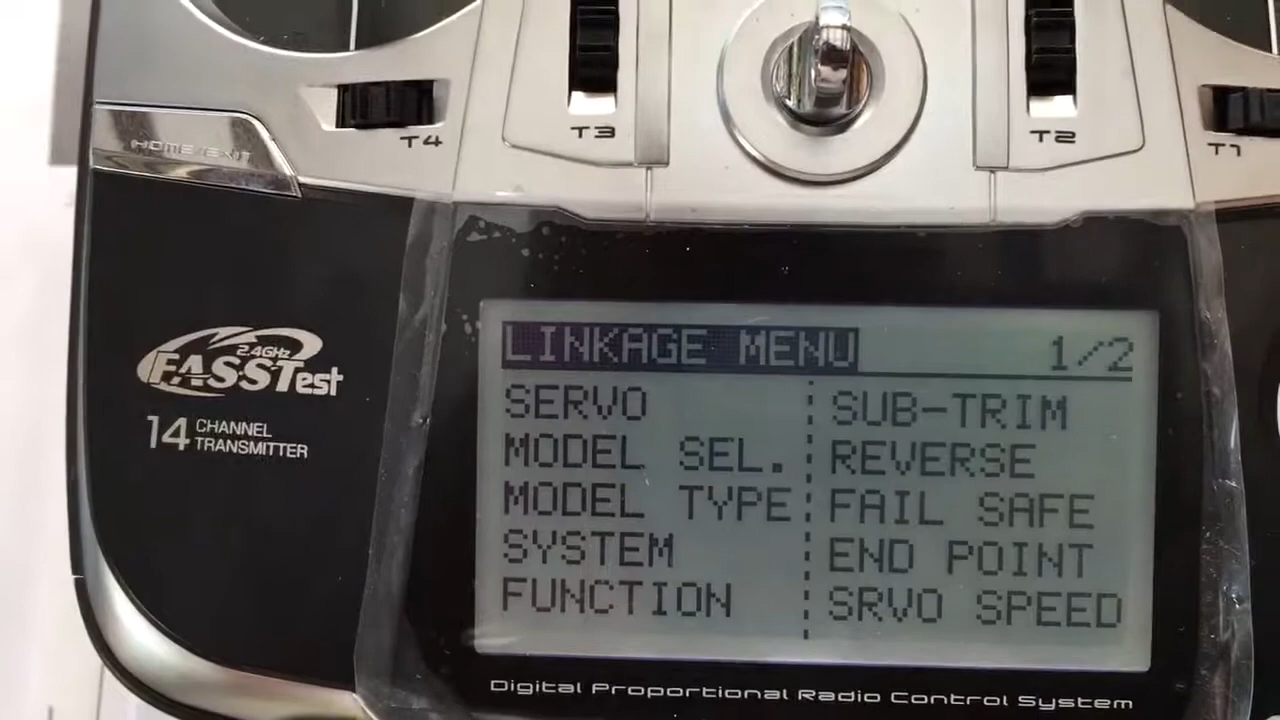 T4
T3
T2
T1
HOME/EXIT
2.4GHz
FASSTest
14 CHANNEL
TRANSMITTER
LINKAGE MENU 1/2
SERVO SUB-TRIM
MODEL SEL. REVERSE
MODEL TYPE FAIL SAFE
SYSTEM END POINT
FUNCTION SRVO SPEED
Digital Proportional Radio Control System